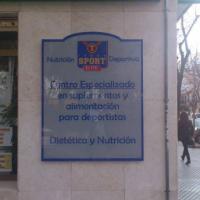 Nutrición Deportiva
SPORT
Centro Especializado
en suplementos y
alimentación
para deportistas
Dietética y Nutrición